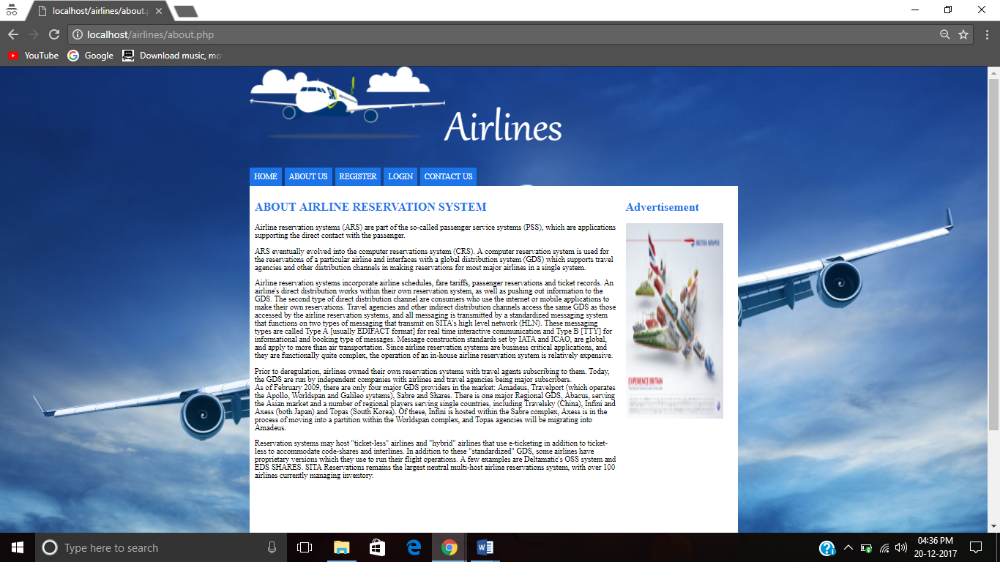 localhost/airlines/about.
localhost/airlines/about.php
YouTube
Google
Download music, mo
Airlines
HOME
ABOUT US
REGISTER
LOGIN
CONTACT US
ABOUT AIRLINE RESERVATION SYSTEM
Airline reservation systems (ARS) are part of the so-called passenger service systems (PSS), which are applications
supporting the direct contact with the passenger.
ARS eventually evolved into the computer reservations system (CRS). A computer reservation system is used for
the reservations of a particular airline and interfaces with a global distribution system (GDS) which supports travel
agencies and other distribution channels in making reservations for most major airlines in a single system.
Airline reservation systems incorporate airline schedules, fare tariffs, passenger reservations and ticket records. An
airline's direct distribution works within their own reservation system, as well as pushing out information to the
GDS. The second type of direct distribution channel are consumers who use the internet or mobile applications to
make their own reservations. Travel agencies and other indirect distribution channels access the same GDS as those
accessed by the airline reservation systems, and all messaging is transmitted by a standardized messaging system
that functions on two types of messaging that transmit on SITA's high level network (HLN). These messaging
types are called Type A [usually EDIFACT format] for real time interactive communication and Type B [TTY] for
informational and booking type of messages. Message construction standards set by IATA and ICAO, are global,
and apply to more than air transportation. Since airline reservation systems are business critical applications, and
they are functionally quite complex, the operation of an in-house airline reservation system is relatively expensive.
Prior to deregulation, airlines owned their own reservation systems with travel agents subscribing to them. Today,
the GDS are run by independent companies with airlines and travel agencies being major subscribers.
As of February 2009, there are only four major GDS providers in the market: Amadeus, Travelport (which operates
the Apollo, Worldspan and Galileo systems), Sabre and Shares. There is one major Regional GDS, Abacus, serving
the Asian market and a number of regional players serving single countries, including Travelsky (China), Infini and
Axess (both Japan) and Topas (South Korea). Of these, Infini is hosted within the Sabre complex, Axess is in the
process of moving into a partition within the Worldspan complex, and Topas agencies will be migrating into
Amadeus.
Reservation systems may host "ticket-less" airlines and "hybrid" airlines that use e-ticketing in addition to ticket-
less to accommodate code-shares and interlines. In addition to these "standardized" GDS, some airlines have
proprietary versions which they use to run their flight operations. A few examples are Deltamatic's OSS system and
EDS SHARES. SITA Reservations remains the largest neutral multi-host airline reservations system, with over 100
airlines currently managing inventory.
Advertisement
BRITISH AIRWAYS
EXPERIENCE BRITAIN
Type here to search
04:36 PM
20-12-2017